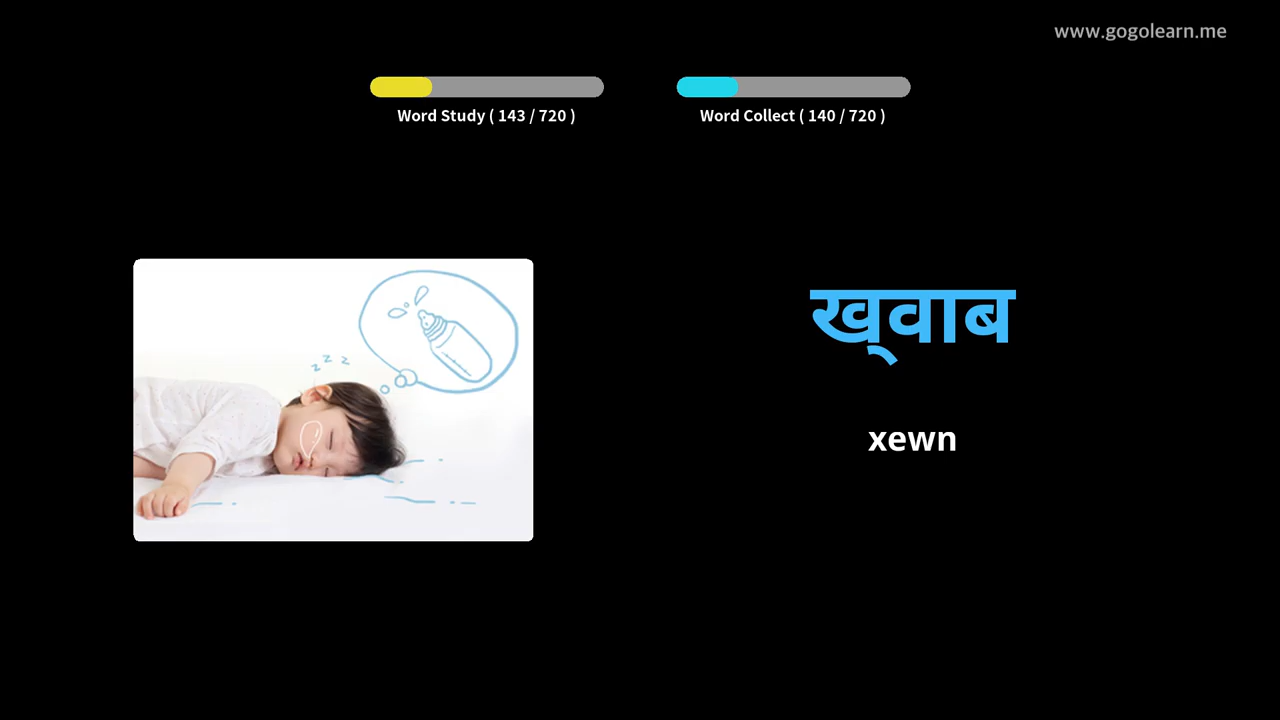 www.gogolearn.me
Word Study ( 143 / 720 )
Word Collect ( 140 / 720 )
z z z
ख्‌वाब
xewn